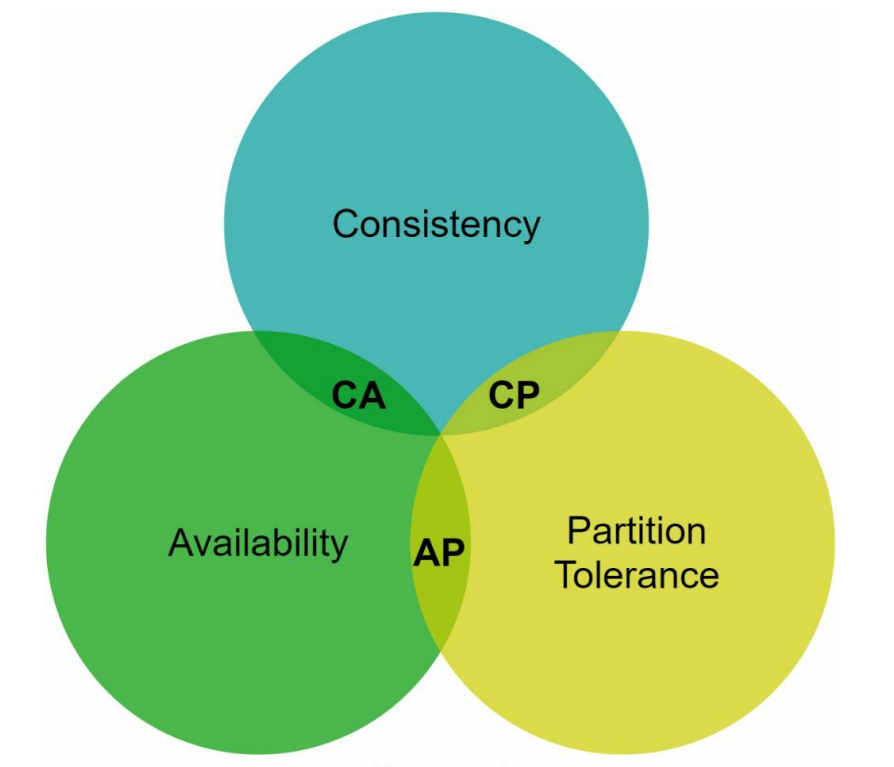 Consistency
CA
CP
Availability
AP
Partition
Tolerance